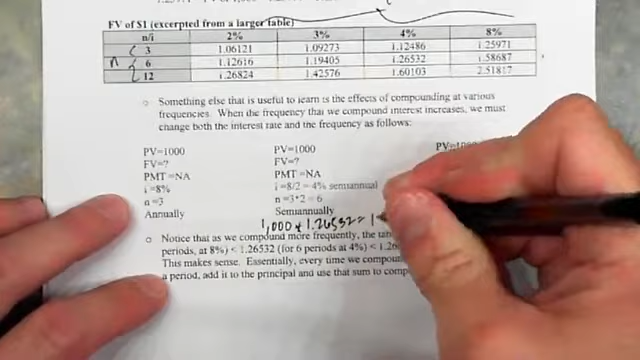 FV of $1 (excerpted from a larger table)
n/i 2% 3% 4% 8%
3 1.06121 1.09273 1.12486 1.25971
n 6 1.12616 1.19405 1.26532 1.58687
12 1.26824 1.42576 1.60103 2.51817
Something else that is useful to learn is the effects of compounding at various
frequencies. When the frequency that we compound interest increases, we must
change both the interest rate and the frequency as follows:
PV=1000 PV=1000
FV=? FV=?
PMT=NA PMT=NA
i=8% i=8/2 = 4% semiannual
n=3 n=3*2 = 6
Annually Semiannually
1,000 x 1.26532 = 1
Notice that as we compound more frequently, the
periods, at 8%) < 1.26532 (for 6 periods at 4%) < 1.26
This makes sense. Essentially, every time we
a period, add it to the principal and use that sum to